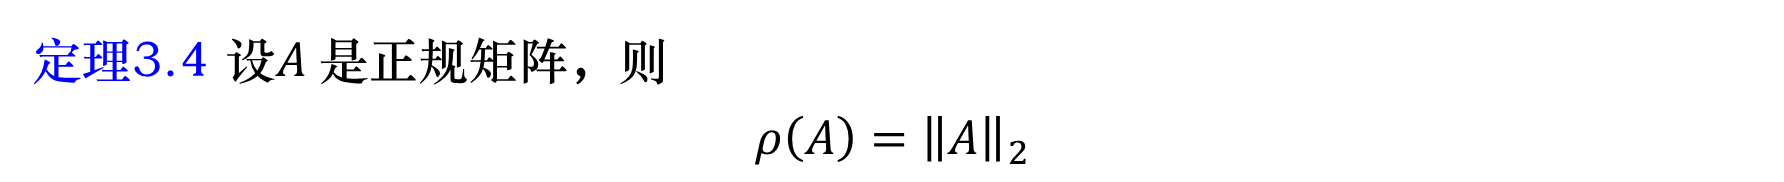 定理3.4 设A 是正规矩阵，则
ρ(A) = ‖A‖₂